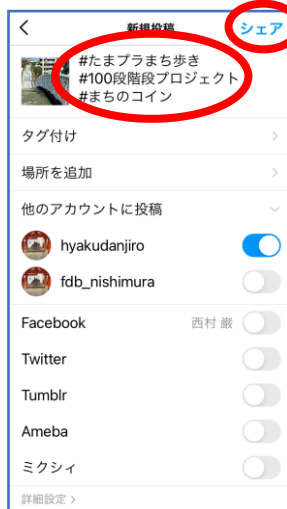 新規投稿
シェア
#たまプラまち歩き
#100段階段プロジェクト
#まちのコイン
タグ付け
場所を追加
他のアカウントに投稿
hyakudanjiro
fdb_nishimura
Facebook 西村 巌
Twitter
Tumblr
Ameba
ミクシィ
詳細設定